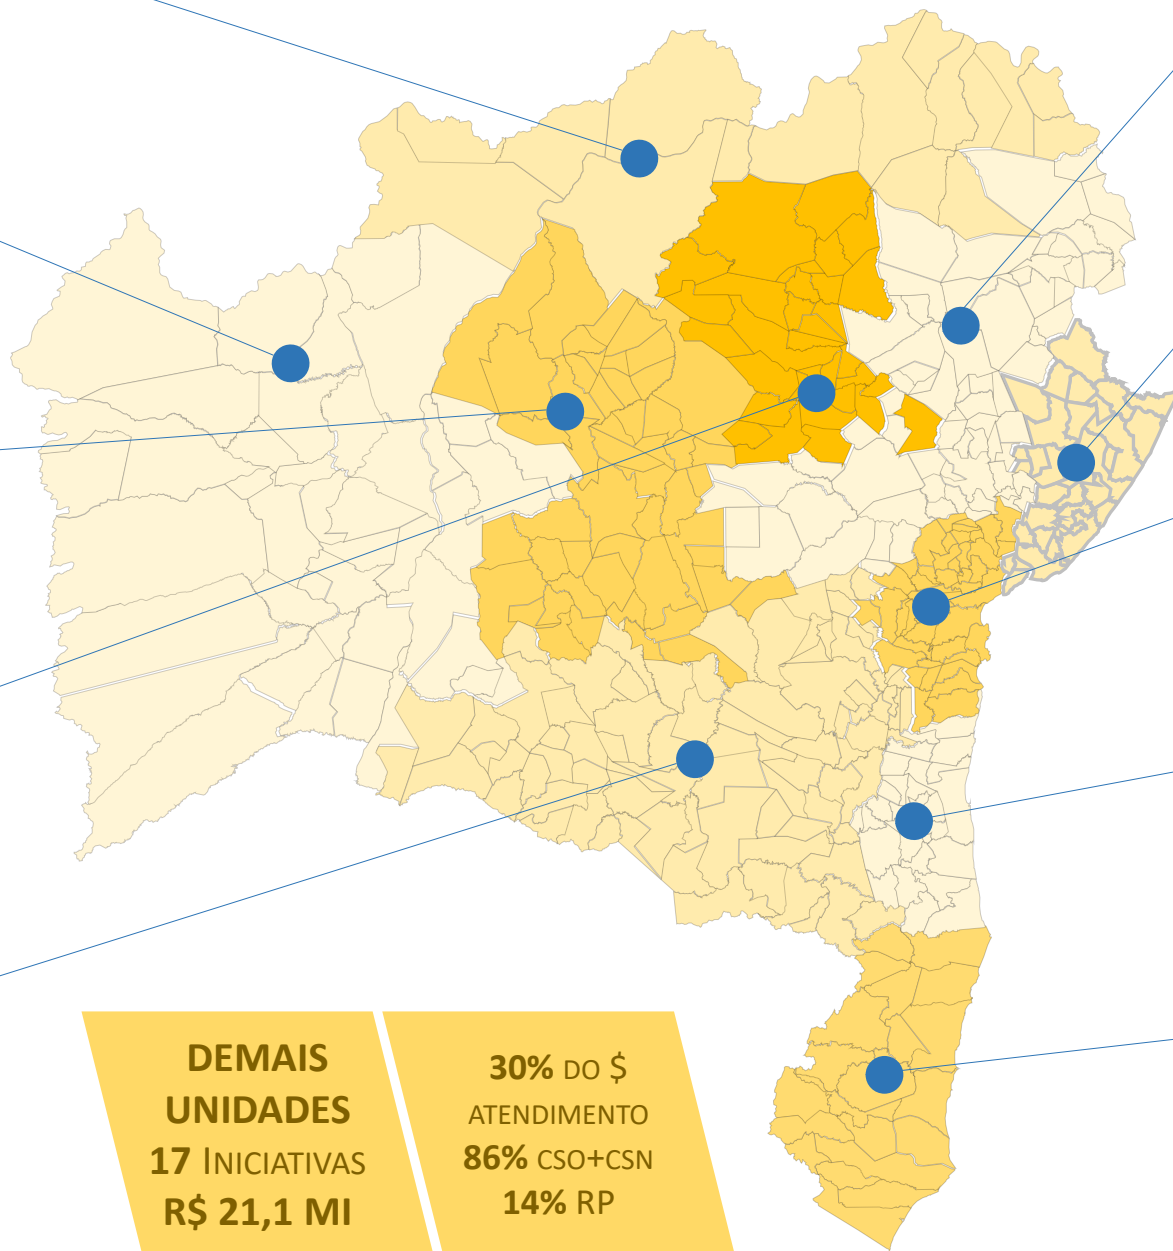 DEMAIS
UNIDADES
17 INICIATIVAS
R$ 21,1 MI
30% DO $
ATENDIMENTO
86% CSO+CSN
14% RP